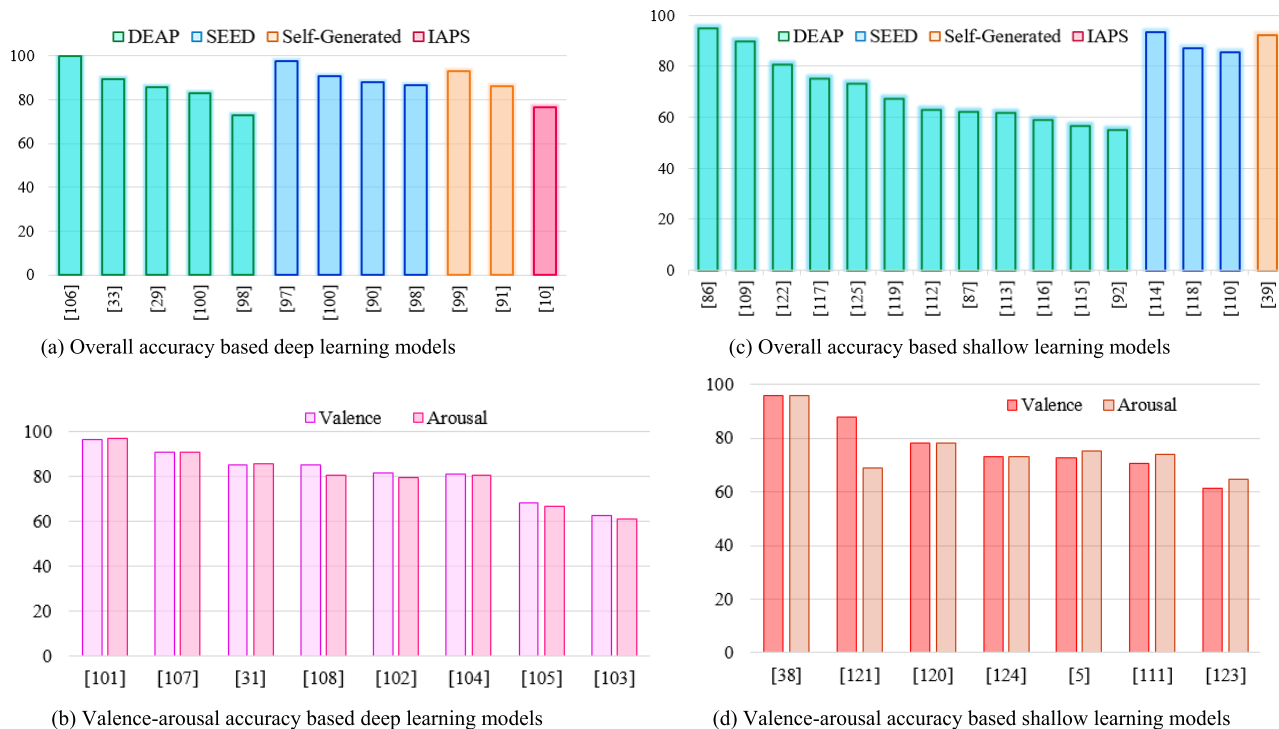 DEAP SEED Self-Generated IAPS
100
80
60
40
20
0
[106] [33] [29] [100] [98] [97] [100] [90] [98] [99] [91] [10]
(a) Overall accuracy based deep learning models
100
DEAP SEED Self-Generated IAPS
80
60
40
20
0
[86] [109] [122] [117] [125] [119] [112] [87] [113] [116] [115] [92] [114] [118] [110] [39]
(c) Overall accuracy based shallow learning models
Valence Arousal
100
80
60
40
20
0
[101] [107] [31] [108] [102] [104] [105] [103]
(b) Valence-arousal accuracy based deep learning models
100
Valence Arousal
80
60
40
20
0
[38] [121] [120] [124] [5] [111] [123]
(d) Valence-arousal accuracy based shallow learning models